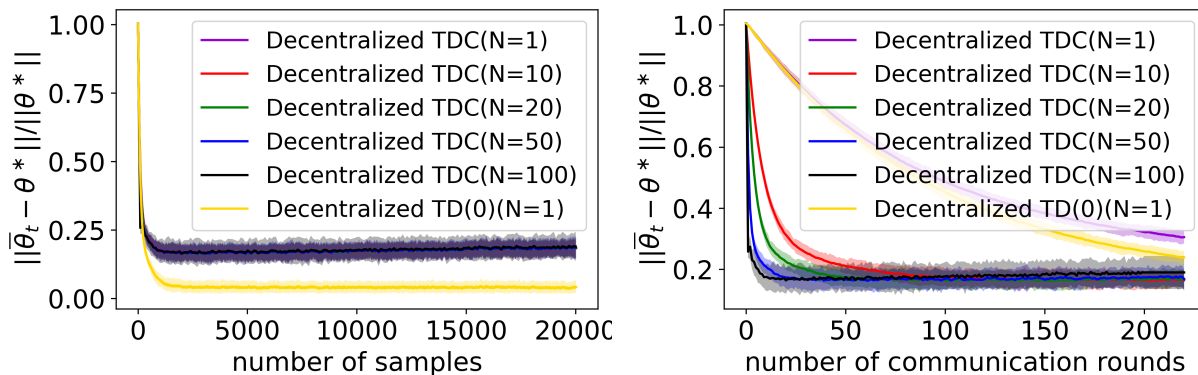 ||θ̅_t − θ*||/||θ*||
1.00
0.75
0.50
0.25
0.00
Decentralized TDC(N=1)
Decentralized TDC(N=10)
Decentralized TDC(N=20)
Decentralized TDC(N=50)
Decentralized TDC(N=100)
Decentralized TD(0)(N=1)
0 5000 10000 15000 20000
number of samples
||θ̅_t − θ*||/||θ*||
1.0
0.8
0.6
0.4
0.2
Decentralized TDC(N=1)
Decentralized TDC(N=10)
Decentralized TDC(N=20)
Decentralized TDC(N=50)
Decentralized TDC(N=100)
Decentralized TD(0)(N=1)
0 50 100 150 200
number of communication rounds